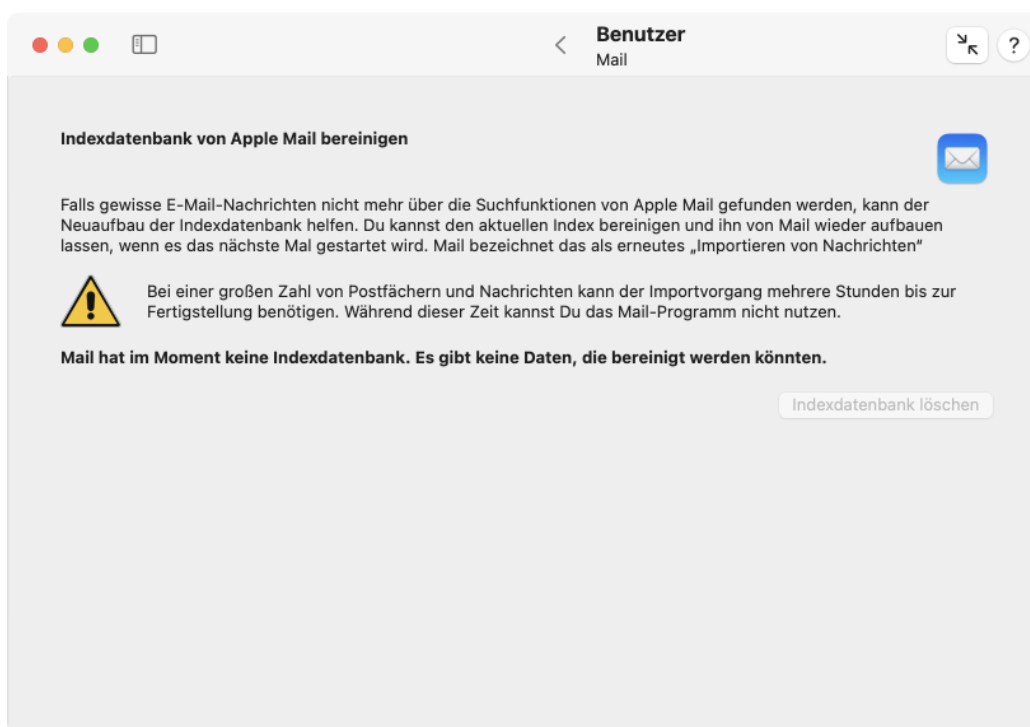 Benutzer
Mail
?
Indexdatenbank von Apple Mail bereinigen
Falls gewisse E-Mail-Nachrichten nicht mehr über die Suchfunktionen von Apple Mail gefunden werden, kann der
Neuaufbau der Indexdatenbank helfen. Du kannst den aktuellen Index bereinigen und ihn von Mail wieder aufbauen
lassen, wenn es das nächste Mal gestartet wird. Mail bezeichnet das als erneutes „Importieren von Nachrichten“
Bei einer großen Zahl von Postfächern und Nachrichten kann der Importvorgang mehrere Stunden bis zur
Fertigstellung benötigen. Während dieser Zeit kannst Du das Mail-Programm nicht nutzen.
Mail hat im Moment keine Indexdatenbank. Es gibt keine Daten, die bereinigt werden könnten.
Indexdatenbank löschen